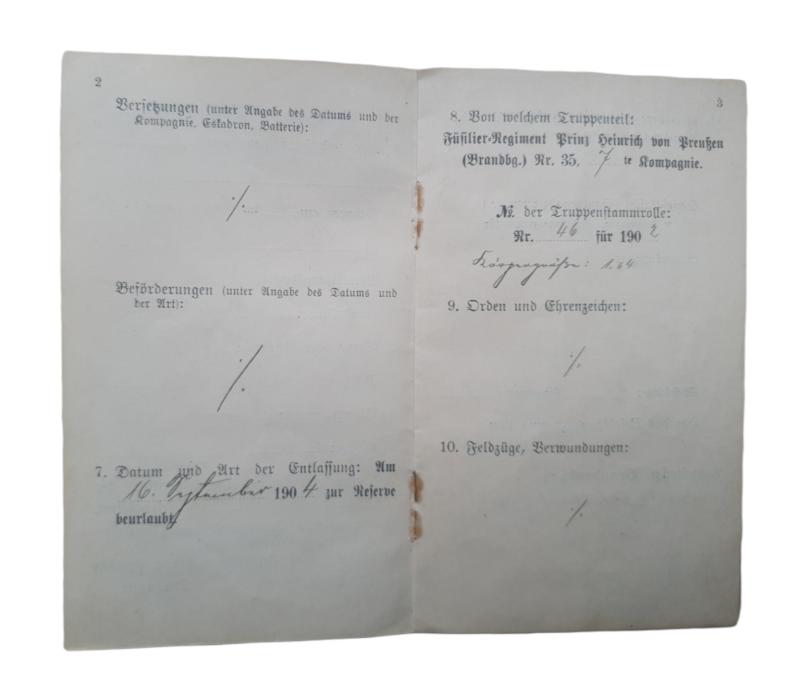 2
Versetzungen (unter Angabe des Datums und der
Kompagnie, Eskadron, Batterie):
./.
Beförderungen (unter Angabe des Datums und
der Art):
./.
7. Datum und Art der Entlassung: Am
16. September 1904 zur Reserve
beurlaubt.
3
8. Von welchem Truppenteil:
Füsilier-Regiment Prinz Heinrich von Preußen
(Brandbg.) Nr. 35. 7 te Kompagnie.
№ der Truppenstammrolle:
Nr. 46 für 1902
Körpergröße: 1.64
9. Orden und Ehrenzeichen:
./.
10. Feldzüge, Verwundungen:
./.